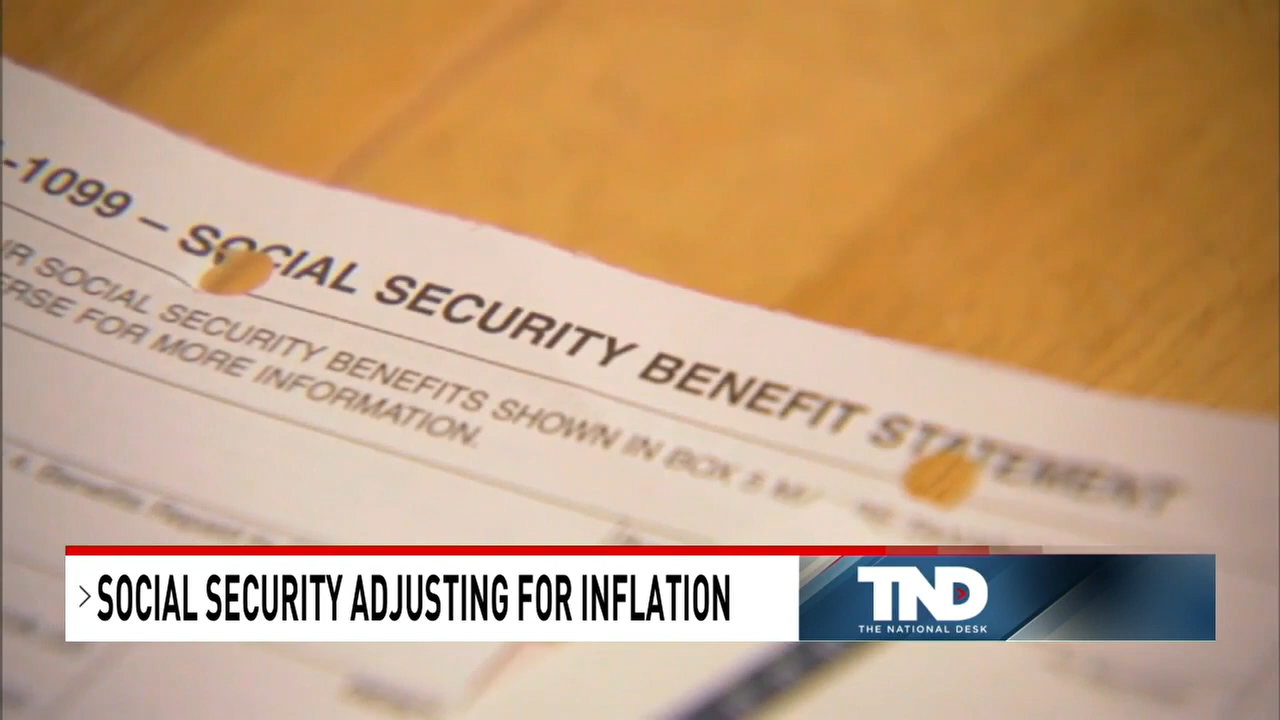 -1099 – SOCIAL SECURITY BENEFIT STATEMENT
SOCIAL SECURITY BENEFITS SHOWN IN BOX 5
FOR MORE INFORMATION.
SOCIAL SECURITY ADJUSTING FOR INFLATION
TND
THE NATIONAL DESK